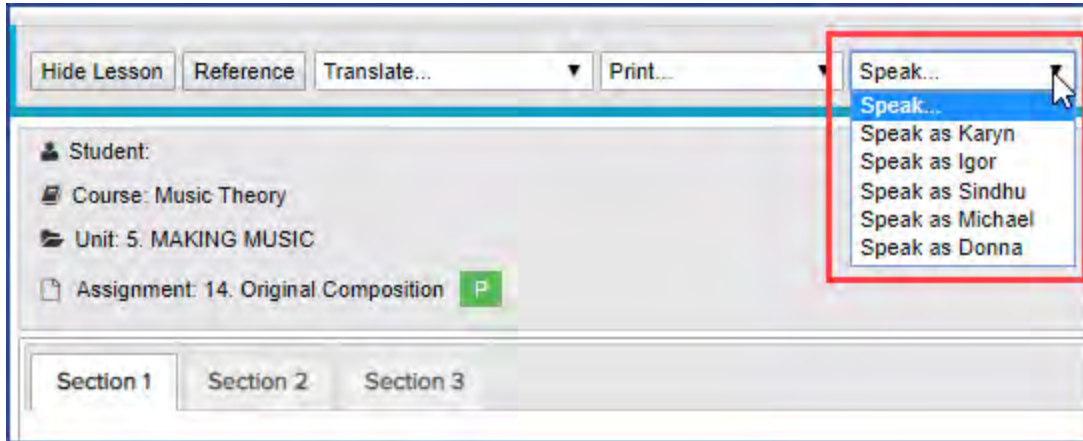 Hide Lesson Reference Translate... Print... Speak...
Speak...
Speak as Karyn
Speak as Igor
Speak as Sindhu
Speak as Michael
Speak as Donna
Student:
Course: Music Theory
Unit: 5. MAKING MUSIC
Assignment: 14. Original Composition P
Section 1 Section 2 Section 3